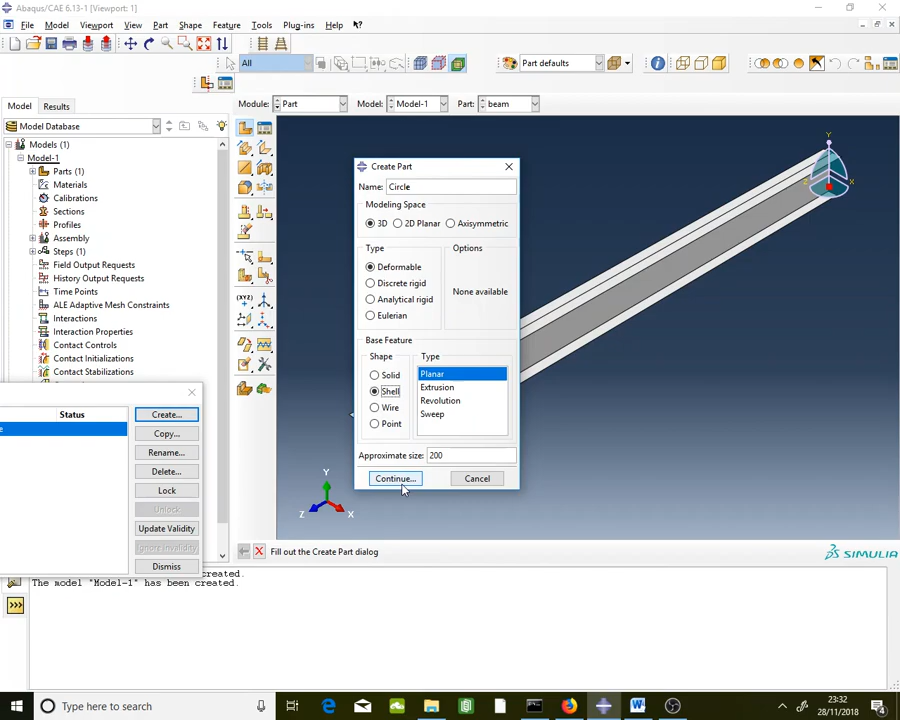 Abaqus/CAE 6.13-1 [Viewport: 1]
File Model Viewport View Part Shape Feature Tools Plug-ins Help
All
Part defaults
Model Results
Module: Part Model: Model-1 Part: beam
Model Database
Models (1)
Model-1
Parts (1)
Materials
Calibrations
Sections
Profiles
Assembly
Steps (1)
Field Output Requests
History Output Requests
Time Points
ALE Adaptive Mesh Constraints
Interactions
Interaction Properties
Contact Controls
Contact Initializations
Contact Stabilizations
Status
Create...
Copy...
Rename...
Delete...
Lock
Unlock
Update Validity
Ignore Invalidity
Dismiss
Create Part
Name: Circle
Modeling Space
3D 2D Planar Axisymmetric
Type
Deformable
Discrete rigid
Analytical rigid
Eulerian
Options
None available
Base Feature
Shape
Solid
Shell
Wire
Point
Type
Planar
Extrusion
Revolution
Sweep
Approximate size: 200
Continue... Cancel
Y
Z X
Y
Z X
Fill out the Create Part dialog
SIMULIA
created.
The model "Model-1" has been created.
>>>
Type here to search
23:32
28/11/2018
4